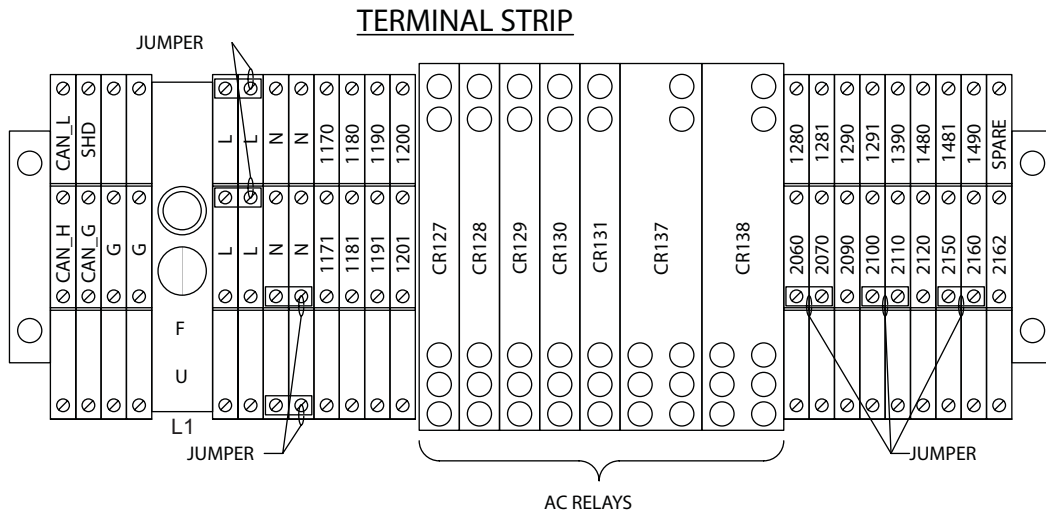 TERMINAL STRIP
JUMPER
CAN_L
SHD
L
L
N
N
1170
1180
1190
1200
1280
1281
1290
1291
1390
1480
1481
1490
SPARE
CAN_H
CAN_G
G
G
L
L
N
N
1171
1181
1191
1201
CR127
CR128
CR129
CR130
CR131
CR137
CR138
2060
2070
2090
2100
2110
2120
2150
2160
2162
F
U
L1
JUMPER
JUMPER
AC RELAYS